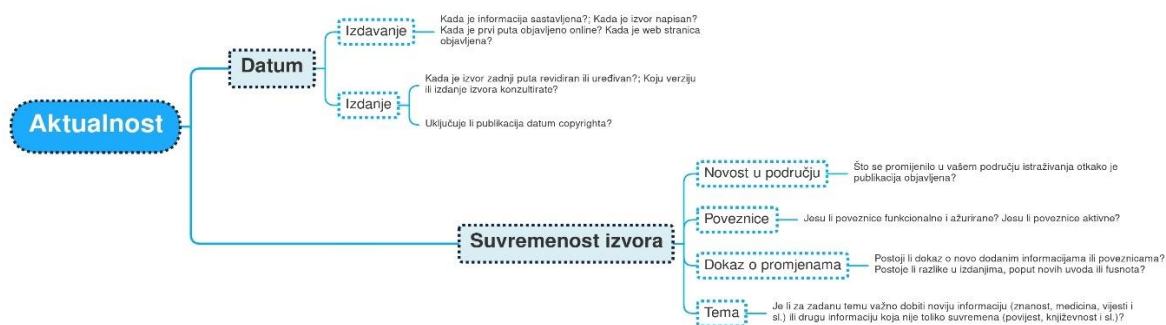 Aktualnost
Datum
Izdavanje
Kada je informacija sastavljena?; Kada je izvor napisan?
Kada je prvi puta objavljeno online? Kada je web stranica
objavljena?
Izdanje
Kada je izvor zadnji puta revidiran ili uređivan?; Koju verziju
ili izdanje izvora konzultirate?
Uključuje li publikacija datum copyrighta?
Suvremenost izvora
Novost u području
Što se promijenilo u vašem području istraživanja otkako je
publikacija objavljena?
Poveznice
Jesu li poveznice funkcionalne i ažurirane? Jesu li poveznice aktivne?
Dokaz o promjenama
Postoji li dokaz o novo dodanim informacijama ili poveznicama?
Postoje li razlike u izdanjima, poput novih uvoda ili fusnota?
Tema
Je li za zadanu temu važno dobiti noviju informaciju (znanost, medicina, vijesti i
sl.) ili drugu informaciju koja nije toliko suvremena (povijest, književnost i sl.)?